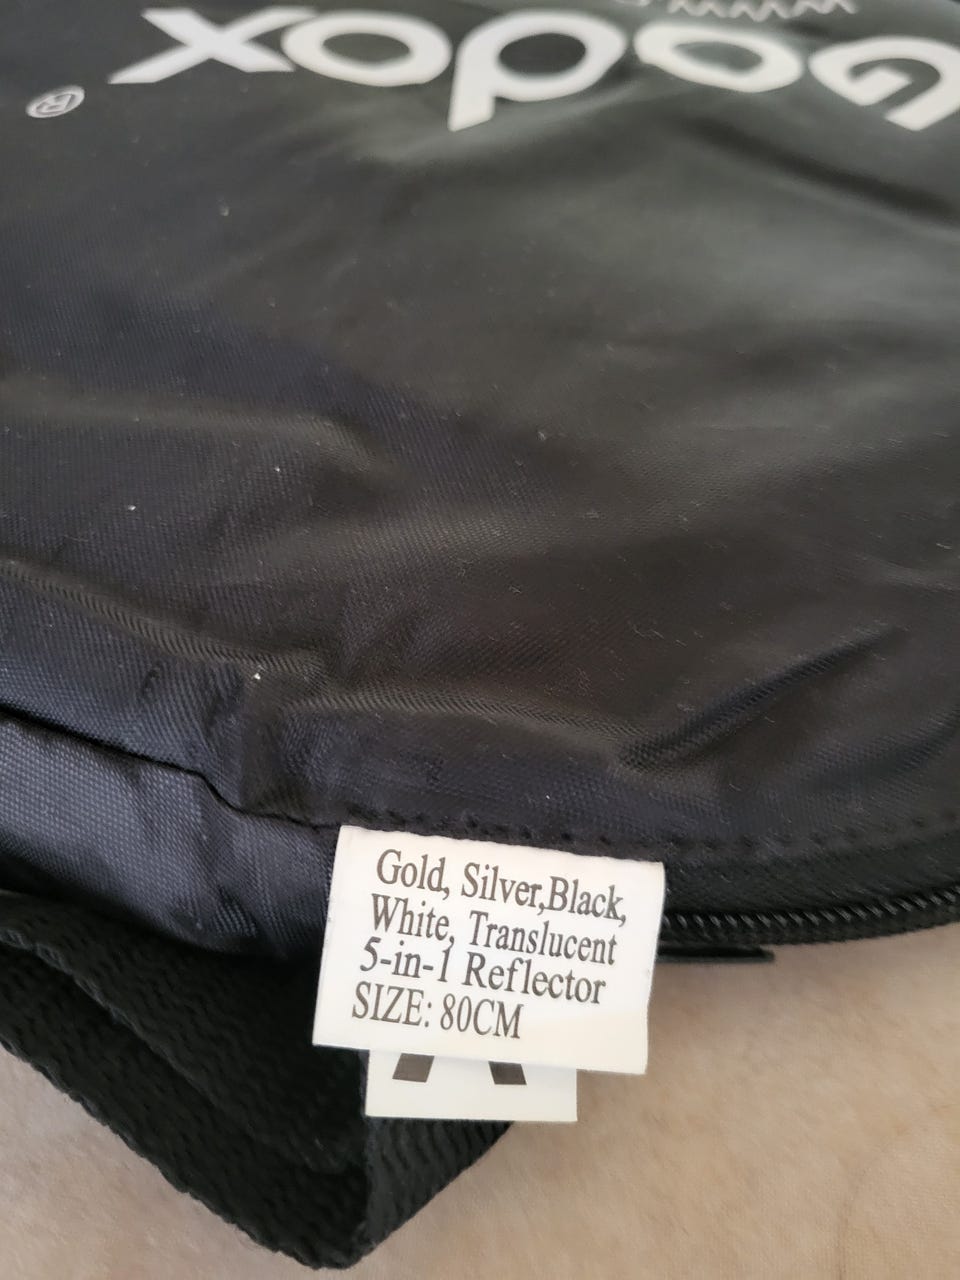 Godox
®
Gold, Silver,Black,
White, Translucent
5-in-1 Reflector
SIZE: 80CM